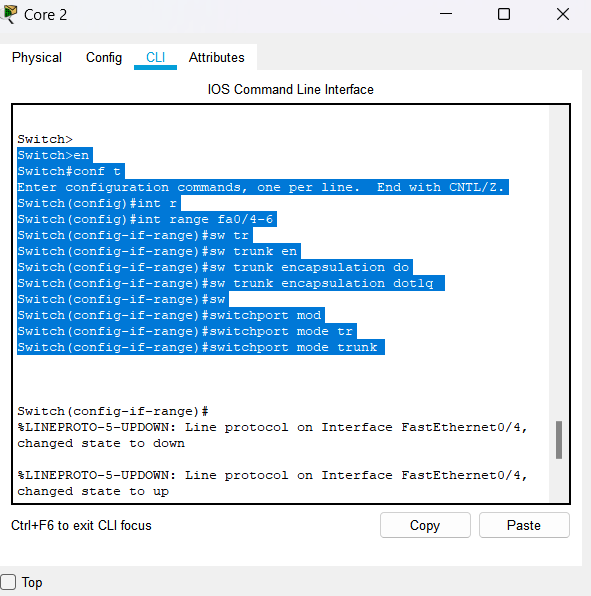 Core 2
Physical Config CLI Attributes
IOS Command Line Interface
Switch>
Switch>en
Switch#conf t
Enter configuration commands, one per line.  End with CNTL/Z.
Switch(config)#int r
Switch(config)#int range fa0/4-6
Switch(config-if-range)#sw tr
Switch(config-if-range)#sw trunk en
Switch(config-if-range)#sw trunk encapsulation do
Switch(config-if-range)#sw trunk encapsulation dot1q
Switch(config-if-range)#sw
Switch(config-if-range)#switchport mod
Switch(config-if-range)#switchport mode tr
Switch(config-if-range)#switchport mode trunk
Switch(config-if-range)#
%LINEPROTO-5-UPDOWN: Line protocol on Interface FastEthernet0/4,
changed state to down
%LINEPROTO-5-UPDOWN: Line protocol on Interface FastEthernet0/4,
changed state to up
Ctrl+F6 to exit CLI focus
Copy Paste
Top